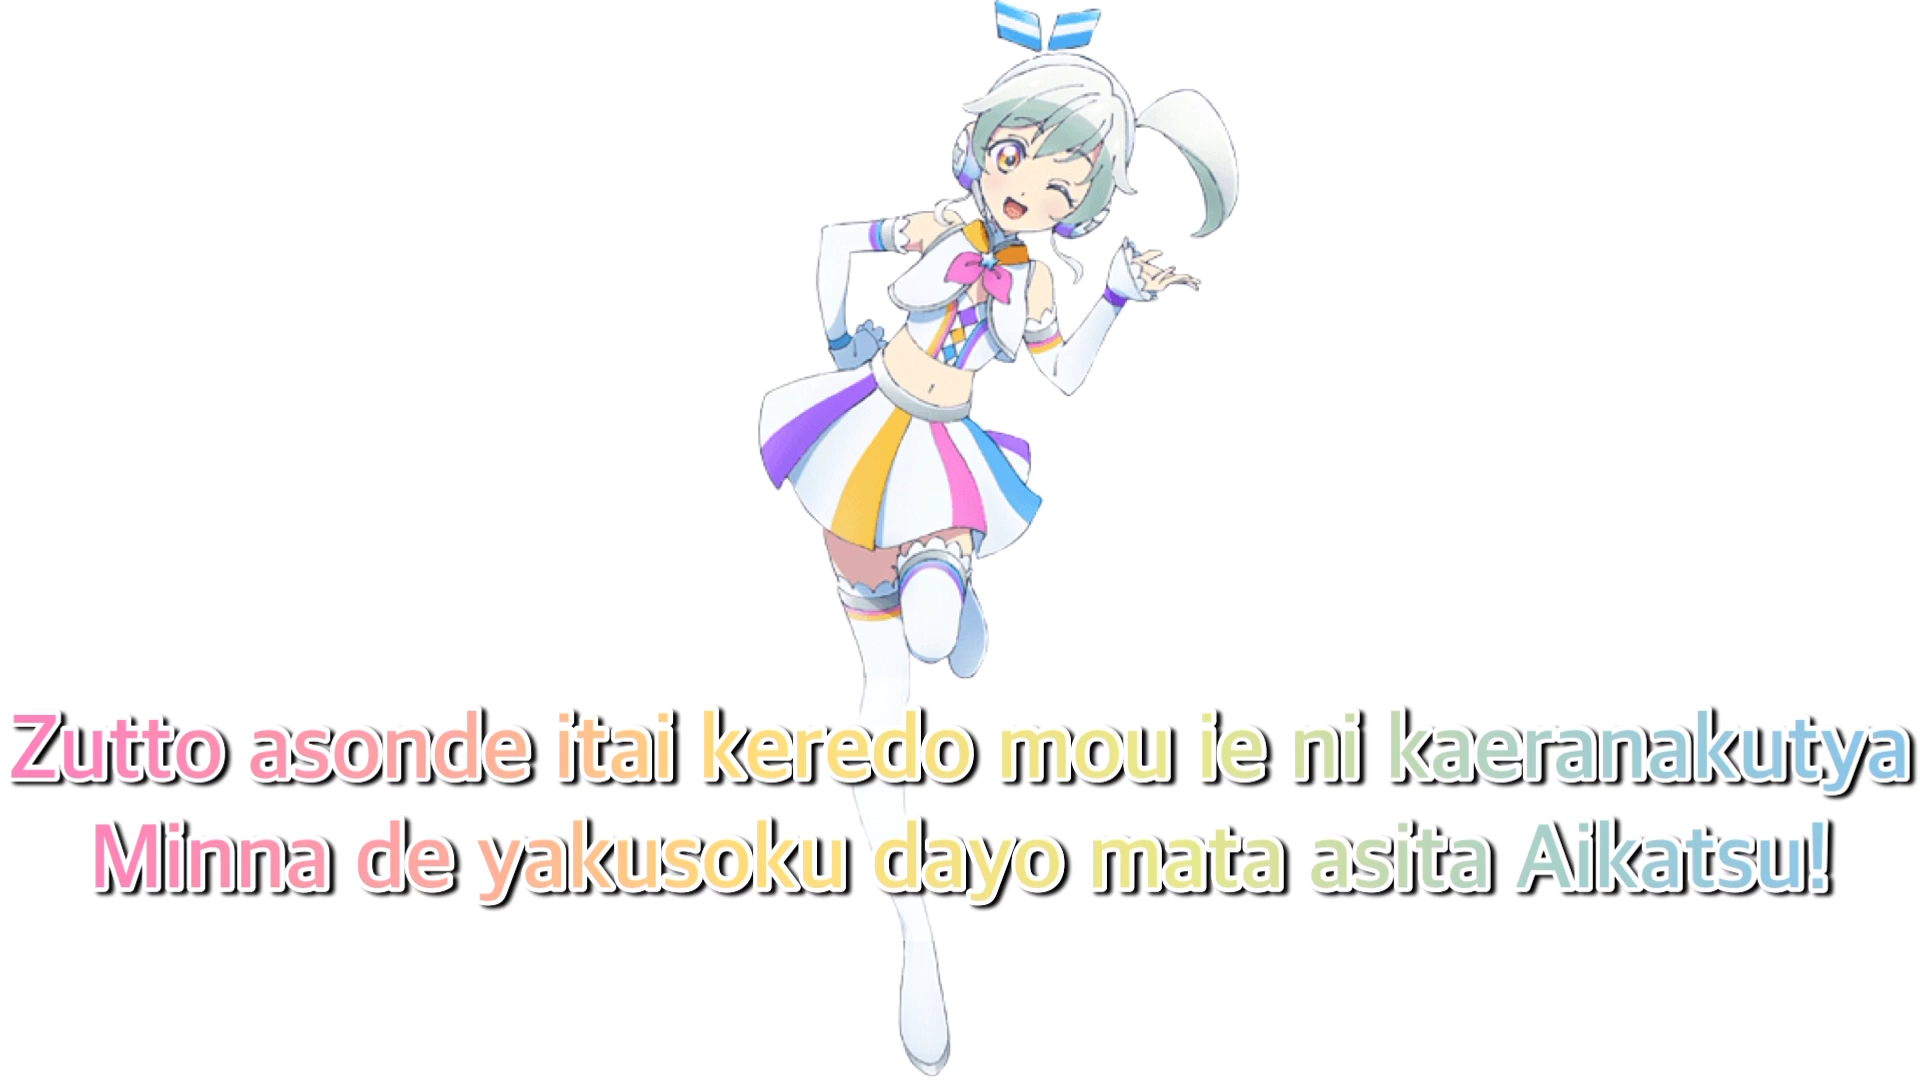 Zutto asonde itai keredo mou ie ni kaeranakutya
Minna de yakusoku dayo mata asita Aikatsu!